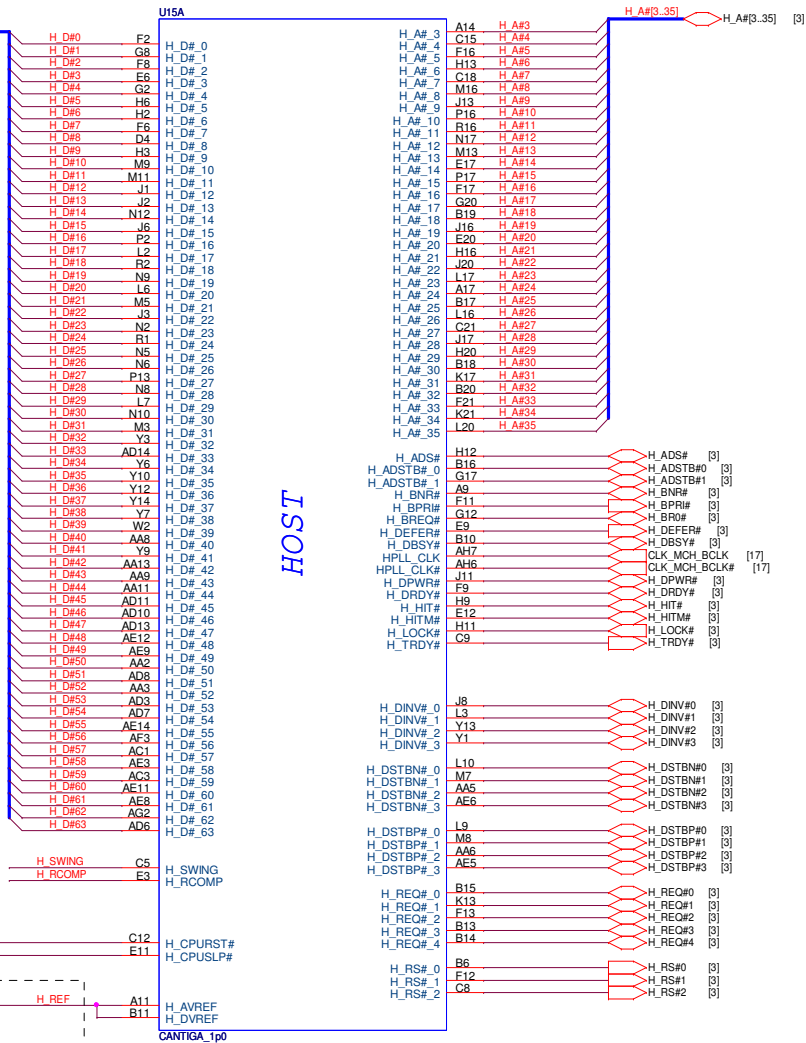 U15A
H_D#0 F2 H_D#_0
H_D#1 G8 H_D#_1
H_D#2 F8 H_D#_2
H_D#3 E6 H_D#_3
H_D#4 G2 H_D#_4
H_D#5 H6 H_D#_5
H_D#6 H2 H_D#_6
H_D#7 F6 H_D#_7
H_D#8 D4 H_D#_8
H_D#9 H3 H_D#_9
H_D#10 M9 H_D#_10
H_D#11 M11 H_D#_11
H_D#12 J1 H_D#_12
H_D#13 J2 H_D#_13
H_D#14 N12 H_D#_14
H_D#15 J6 H_D#_15
H_D#16 P2 H_D#_16
H_D#17 L2 H_D#_17
H_D#18 R2 H_D#_18
H_D#19 N9 H_D#_19
H_D#20 L6 H_D#_20
H_D#21 M5 H_D#_21
H_D#22 J3 H_D#_22
H_D#23 N2 H_D#_23
H_D#24 R1 H_D#_24
H_D#25 N5 H_D#_25
H_D#26 N6 H_D#_26
H_D#27 P13 H_D#_27
H_D#28 N8 H_D#_28
H_D#29 L7 H_D#_29
H_D#30 N10 H_D#_30
H_D#31 M3 H_D#_31
H_D#32 Y3 H_D#_32
H_D#33 AD14 H_D#_33
H_D#34 Y6 H_D#_34
H_D#35 Y10 H_D#_35
H_D#36 Y12 H_D#_36
H_D#37 Y14 H_D#_37
H_D#38 Y7 H_D#_38
H_D#39 W2 H_D#_39
H_D#40 AA8 H_D#_40
H_D#41 Y9 H_D#_41
H_D#42 AA13 H_D#_42
H_D#43 AA9 H_D#_43
H_D#44 AA11 H_D#_44
H_D#45 AD11 H_D#_45
H_D#46 AD10 H_D#_46
H_D#47 AD13 H_D#_47
H_D#48 AE12 H_D#_48
H_D#49 AE9 H_D#_49
H_D#50 AA2 H_D#_50
H_D#51 AD8 H_D#_51
H_D#52 AA3 H_D#_52
H_D#53 AD3 H_D#_53
H_D#54 AD7 H_D#_54
H_D#55 AE14 H_D#_55
H_D#56 AF3 H_D#_56
H_D#57 AC1 H_D#_57
H_D#58 AE3 H_D#_58
H_D#59 AC3 H_D#_59
H_D#60 AE11 H_D#_60
H_D#61 AE8 H_D#_61
H_D#62 AG2 H_D#_62
H_D#63 AD6 H_D#_63
H_SWING C5 H_SWING
H_RCOMP E3 H_RCOMP
C12 H_CPURST#
E11 H_CPUSLP#
H_REF A11 H_AVREF
B11 H_DVREF
CANTIGA_1p0
HOST
H_A#[3..35] H_A#[3..35] [3]
H_A#_3 A14 H_A#3
H_A#_4 C15 H_A#4
H_A#_5 F16 H_A#5
H_A#_6 H13 H_A#6
H_A#_7 C18 H_A#7
H_A#_8 M16 H_A#8
H_A#_9 J13 H_A#9
H_A#_10 P16 H_A#10
H_A#_11 R16 H_A#11
H_A#_12 N17 H_A#12
H_A#_13 M13 H_A#13
H_A#_14 E17 H_A#14
H_A#_15 P17 H_A#15
H_A#_16 F17 H_A#16
H_A#_17 G20 H_A#17
H_A#_18 B19 H_A#18
H_A#_19 J16 H_A#19
H_A#_20 E20 H_A#20
H_A#_21 H16 H_A#21
H_A#_22 J20 H_A#22
H_A#_23 L17 H_A#23
H_A#_24 A17 H_A#24
H_A#_25 B17 H_A#25
H_A#_26 L16 H_A#26
H_A#_27 C21 H_A#27
H_A#_28 J17 H_A#28
H_A#_29 H20 H_A#29
H_A#_30 B18 H_A#30
H_A#_31 K17 H_A#31
H_A#_32 B20 H_A#32
H_A#_33 F21 H_A#33
H_A#_34 K21 H_A#34
H_A#_35 L20 H_A#35
H_ADS# H12 H_ADS# [3]
H_ADSTB#_0 B16 H_ADSTB#0 [3]
H_ADSTB#_1 G17 H_ADSTB#1 [3]
H_BNR# A9 H_BNR# [3]
H_BPRI# F11 H_BPRI# [3]
H_BREQ# G12 H_BR0# [3]
H_DEFER# E9 H_DEFER# [3]
H_DBSY# B10 H_DBSY# [3]
HPLL_CLK AH7 CLK_MCH_BCLK [17]
HPLL_CLK# AH6 CLK_MCH_BCLK# [17]
H_DPWR# J11 H_DPWR# [3]
H_DRDY# F9 H_DRDY# [3]
H_HIT# H9 H_HIT# [3]
H_HITM# E12 H_HITM# [3]
H_LOCK# H11 H_LOCK# [3]
H_TRDY# C9 H_TRDY# [3]
H_DINV#_0 J8 H_DINV#0 [3]
H_DINV#_1 L3 H_DINV#1 [3]
H_DINV#_2 Y13 H_DINV#2 [3]
H_DINV#_3 Y1 H_DINV#3 [3]
H_DSTBN#_0 L10 H_DSTBN#0 [3]
H_DSTBN#_1 M7 H_DSTBN#1 [3]
H_DSTBN#_2 AA5 H_DSTBN#2 [3]
H_DSTBN#_3 AE6 H_DSTBN#3 [3]
H_DSTBP#_0 L9 H_DSTBP#0 [3]
H_DSTBP#_1 M8 H_DSTBP#1 [3]
H_DSTBP#_2 AA6 H_DSTBP#2 [3]
H_DSTBP#_3 AE5 H_DSTBP#3 [3]
H_REQ#_0 B15 H_REQ#0 [3]
H_REQ#_1 K13 H_REQ#1 [3]
H_REQ#_2 F13 H_REQ#2 [3]
H_REQ#_3 B13 H_REQ#3 [3]
H_REQ#_4 B14 H_REQ#4 [3]
H_RS#_0 B6 H_RS#0 [3]
H_RS#_1 F12 H_RS#1 [3]
H_RS#_2 C8 H_RS#2 [3]